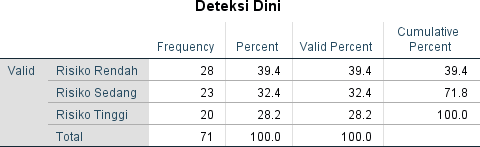 Deteksi Dini
Frequency Percent Valid Percent Cumulative Percent
Valid Risiko Rendah 28 39.4 39.4 39.4
Risiko Sedang 23 32.4 32.4 71.8
Risiko Tinggi 20 28.2 28.2 100.0
Total 71 100.0 100.0